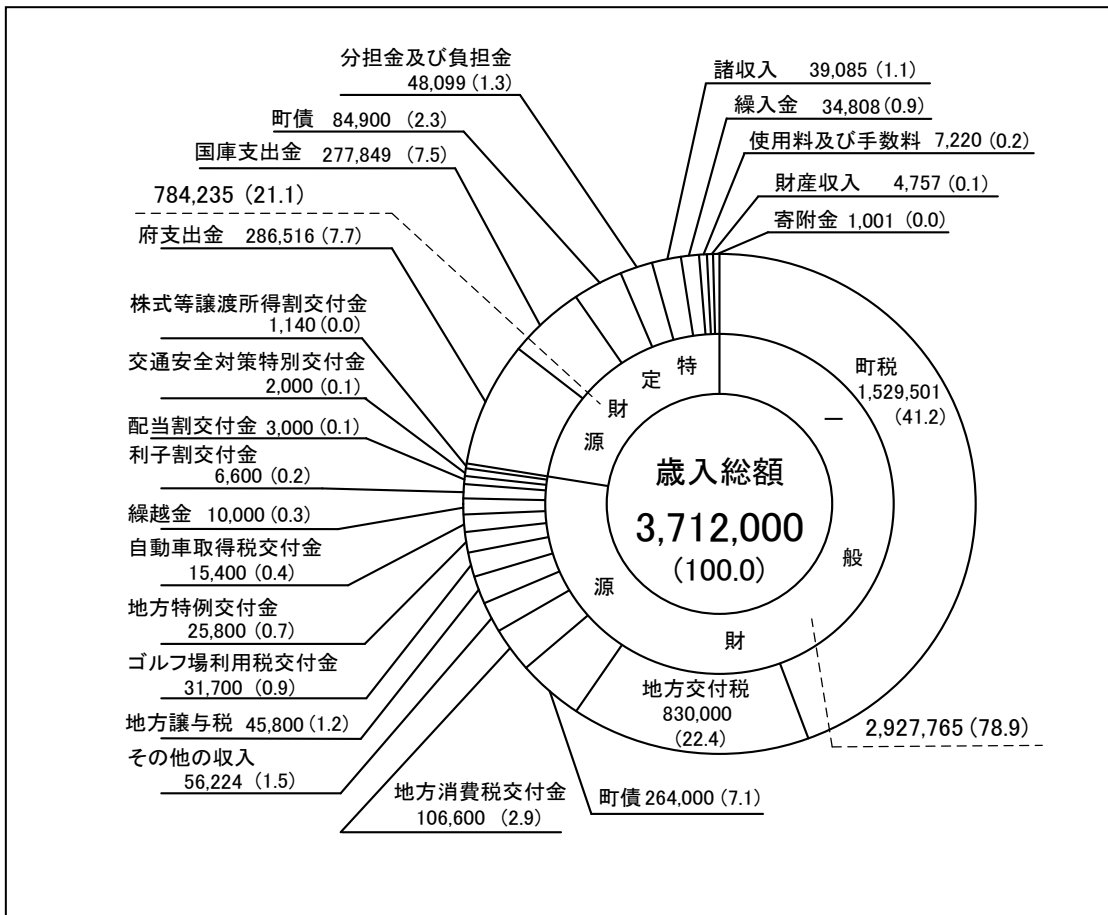 分担金及び負担金
48,099 (1.3)
町債 84,900 (2.3)
国庫支出金
277,849 (7.5)
784,235 (21.1)
府支出金 286,516 (7.7)
株式等譲渡所得割交付金
1,140 (0.0)
交通安全対策特別交付金
2,000 (0.1)
配当割交付金 3,000 (0.1)
利子割交付金
6,600 (0.2)
繰越金 10,000 (0.3)
自動車取得税交付金
15,400 (0.4)
地方特例交付金
25,800 (0.7)
ゴルフ場利用税交付金
31,700 (0.9)
地方譲与税 45,800 (1.2)
その他の収入
56,224 (1.5)
地方消費税交付金
106,600 (2.9)
町債 264,000 (7.1)
地方交付税
830,000
(22.4)
2,927,765 (78.9)
町税
1,529,501
(41.2)
諸収入 39,085 (1.1)
繰入金 34,808 (0.9)
使用料及び手数料 7,220 (0.2)
財産収入 4,757 (0.1)
寄附金 1,001 (0.0)
特定財源
一般財源
歳入総額
3,712,000
(100.0)